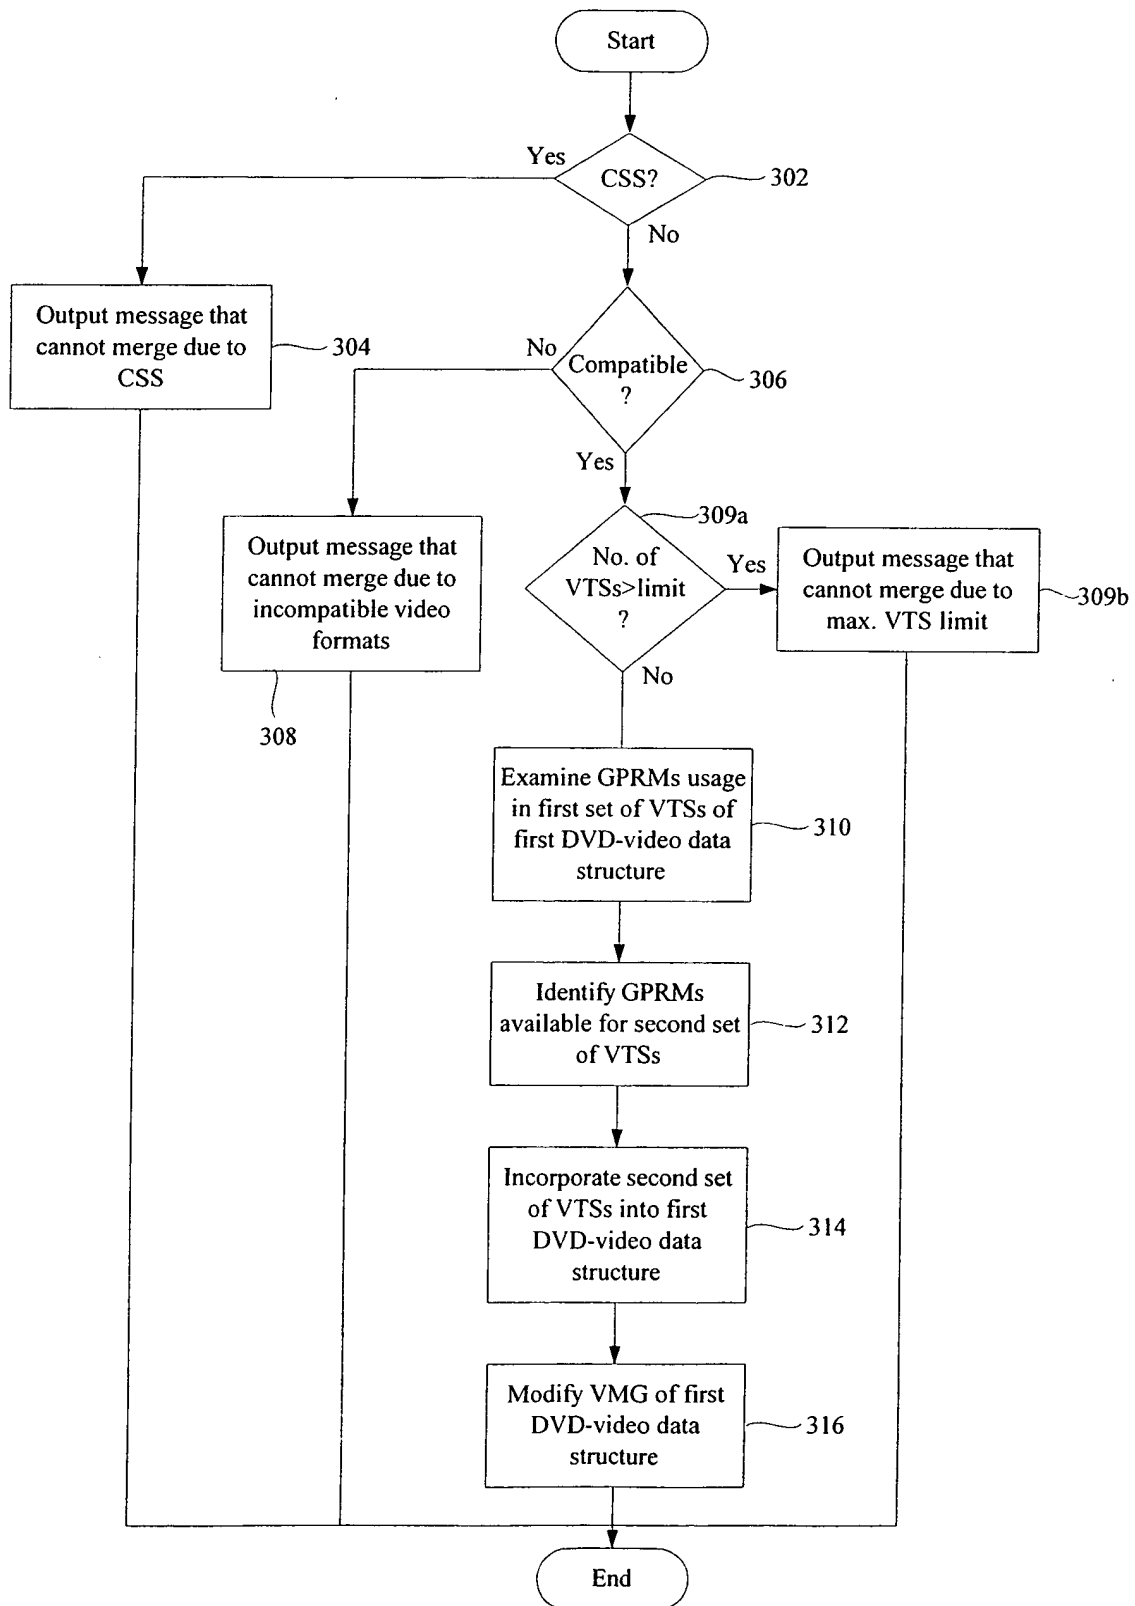 Start
Yes
CSS?
302
No
Output message that
cannot merge due to
CSS
304
No
Compatible
?
306
Yes
309a
Output message that
cannot merge due to
incompatible video
formats
308
No. of
VTSs>limit
?
Yes
Output message that
cannot merge due to
max. VTS limit
309b
No
Examine GPRMs usage
in first set of VTSs of
first DVD-video data
structure
310
Identify GPRMs
available for second set
of VTSs
312
Incorporate second set
of VTSs into first
DVD-video data
structure
314
Modify VMG of first
DVD-video data
structure
316
End